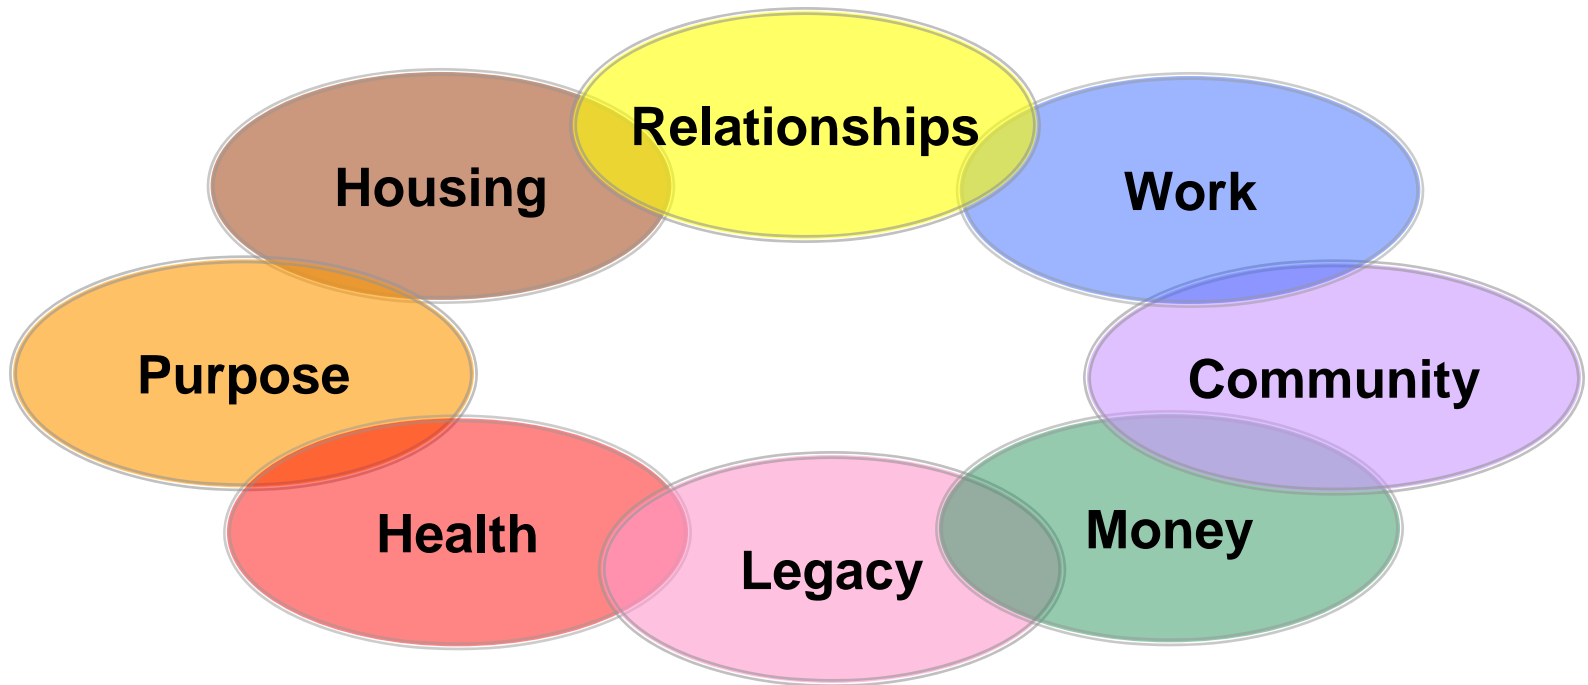 Relationships
Housing
Work
Purpose
Community
Health
Money
Legacy